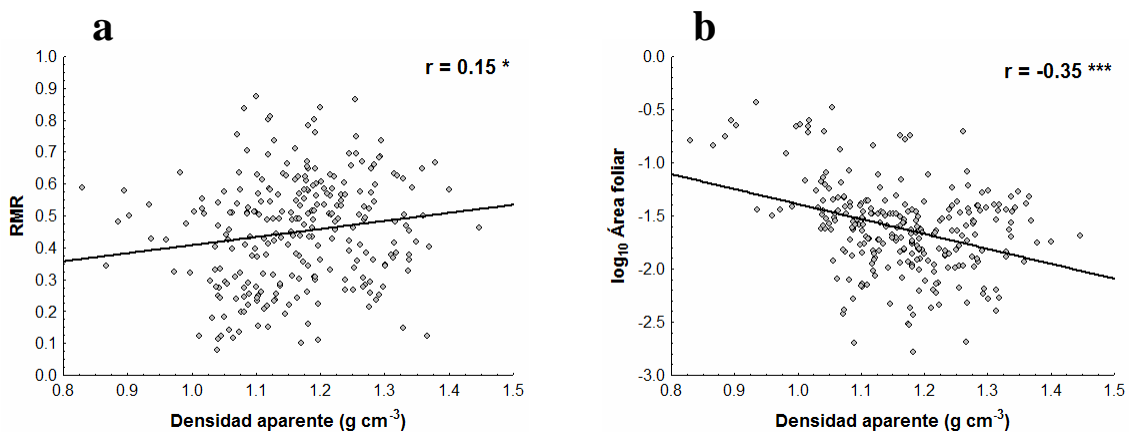 a
r = 0.15 *
1.0
0.9
0.8
0.7
0.6
0.5
0.4
0.3
0.2
0.1
0.0
RMR
0.8 0.9 1.0 1.1 1.2 1.3 1.4 1.5
Densidad aparente (g cm-3)
b
r = -0.35 ***
0.0
-0.5
-1.0
-1.5
-2.0
-2.5
-3.0
log10 Área foliar
0.8 0.9 1.0 1.1 1.2 1.3 1.4 1.5
Densidad aparente (g cm-3)